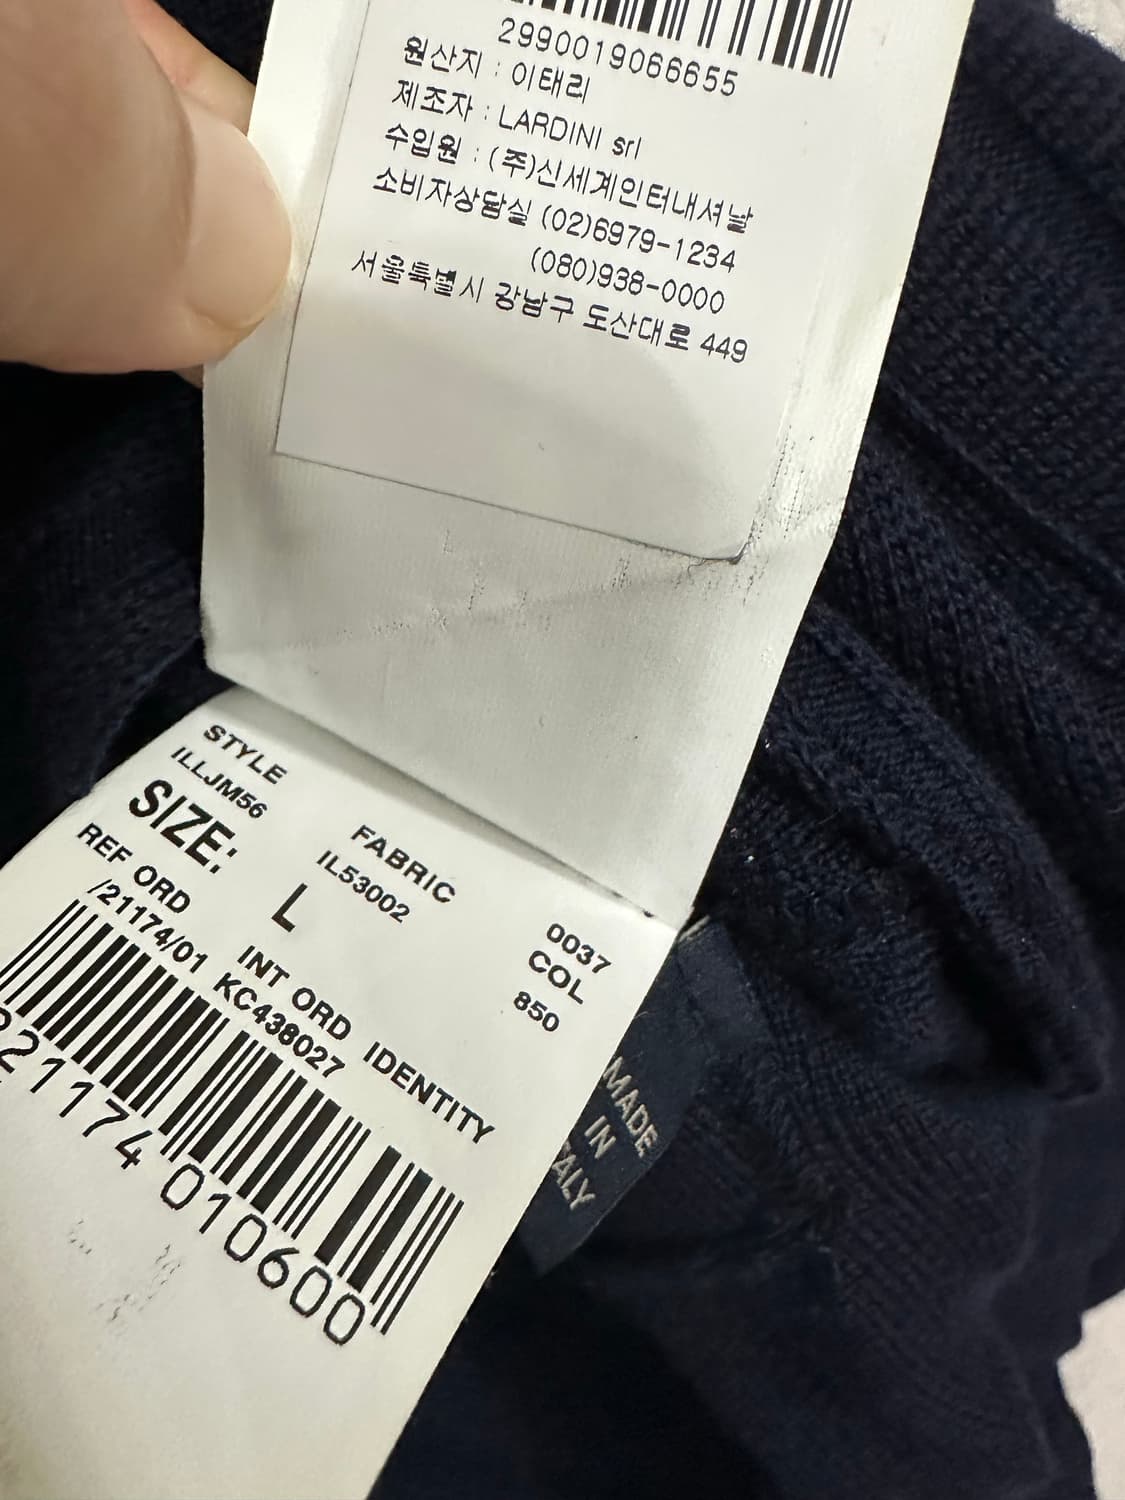 2990019066655
원산지 : 이태리
제조자 : LARDINI srl
수입원 : (주)신세계인터내셔날
소비자상담실 (02)6979-1234
(080)938-0000
서울특별시 강남구 도산대로 449
STYLE
ILLJM56
FABRIC
IL53002
0037
COL
850
SIZE: L
REF ORD
/21174/01
INT ORD IDENTITY
KC438027
21174 010600
MADE
IN